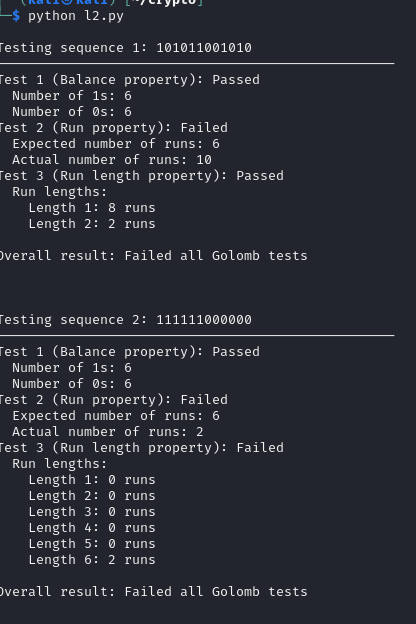 (kali㉿kali) [~/crypto]
$ python l2.py
Testing sequence 1: 101011001010
Test 1 (Balance property): Passed
Number of 1s: 6
Number of 0s: 6
Test 2 (Run property): Failed
Expected number of runs: 6
Actual number of runs: 10
Test 3 (Run length property): Passed
Run lengths:
Length 1: 8 runs
Length 2: 2 runs
Overall result: Failed all Golomb tests
Testing sequence 2: 111111000000
Test 1 (Balance property): Passed
Number of 1s: 6
Number of 0s: 6
Test 2 (Run property): Failed
Expected number of runs: 6
Actual number of runs: 2
Test 3 (Run length property): Failed
Run lengths:
Length 1: 0 runs
Length 2: 0 runs
Length 3: 0 runs
Length 4: 0 runs
Length 5: 0 runs
Length 6: 2 runs
Overall result: Failed all Golomb tests